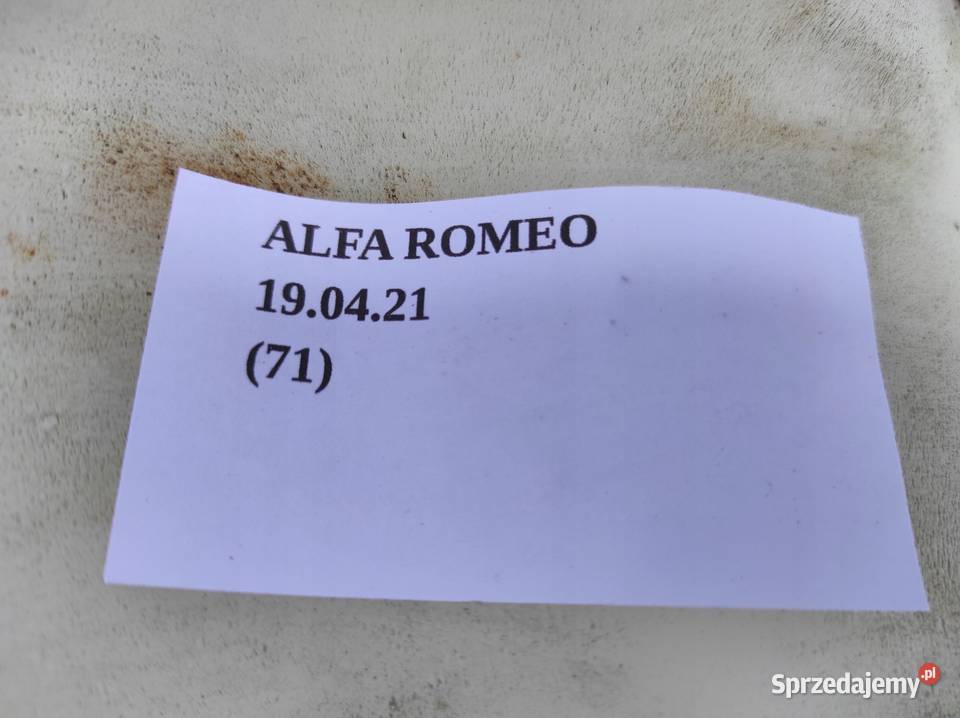 ALFA ROMEO
19.04.21
(71)
Sprzedajemy.pl